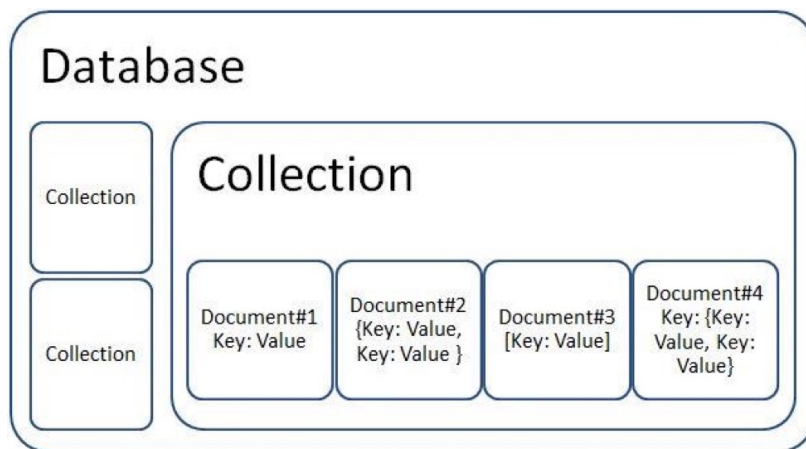 Database
Collection
Collection
Collection
Document#1
Key: Value
Document#2
{Key: Value,
Key: Value }
Document#3
[Key: Value]
Document#4
Key: {Key:
Value, Key:
Value}